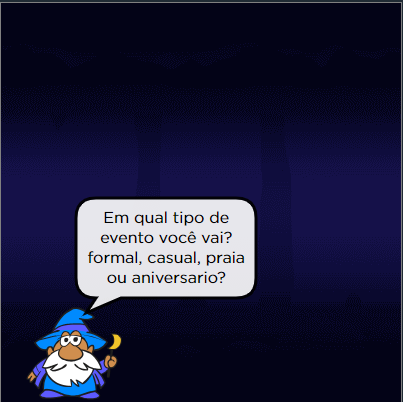 Em qual tipo de
evento você vai?
formal, casual, praia
ou aniversario?